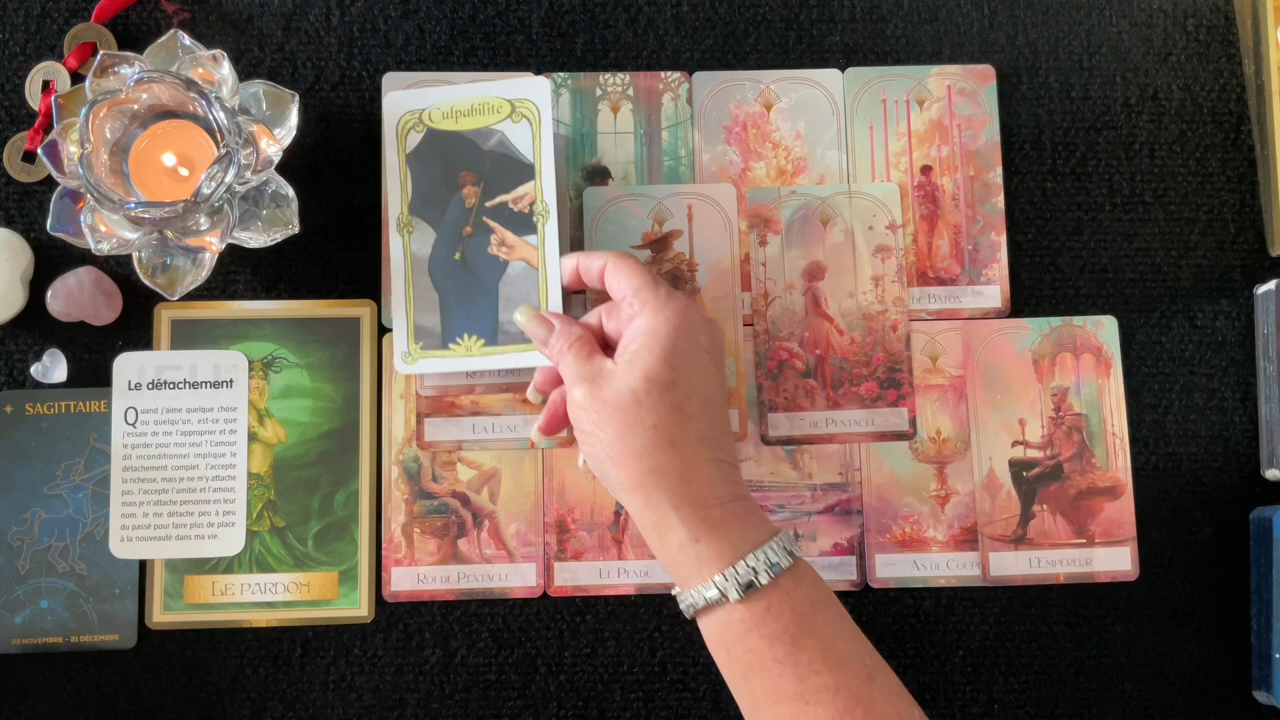 Culpabilité
DE BÂTON
ROI D'ÉPÉE
LA LUNE
7 DE PENTACLE
ROI DE PENTACLE
LE PENDU
AS DE COUPE
L'EMPEREUR
SAGITTAIRE
23 NOVEMBRE - 21 DÉCEMBRE
Le détachement
Quand j'aime quelque chose
ou quelqu'un, est-ce que
j'essaie de me l'approprier et de
le garder pour moi seul ? L'amour
dit inconditionnel implique le
détachement complet. J'accepte
la richesse, mais je ne m'y attache
pas. J'accepte l'amitié et l'amour,
mais je n'attache personne en leur
nom. Je me détache peu à peu
du passé pour faire plus de place
à la nouveauté dans ma vie.
LE PARDON